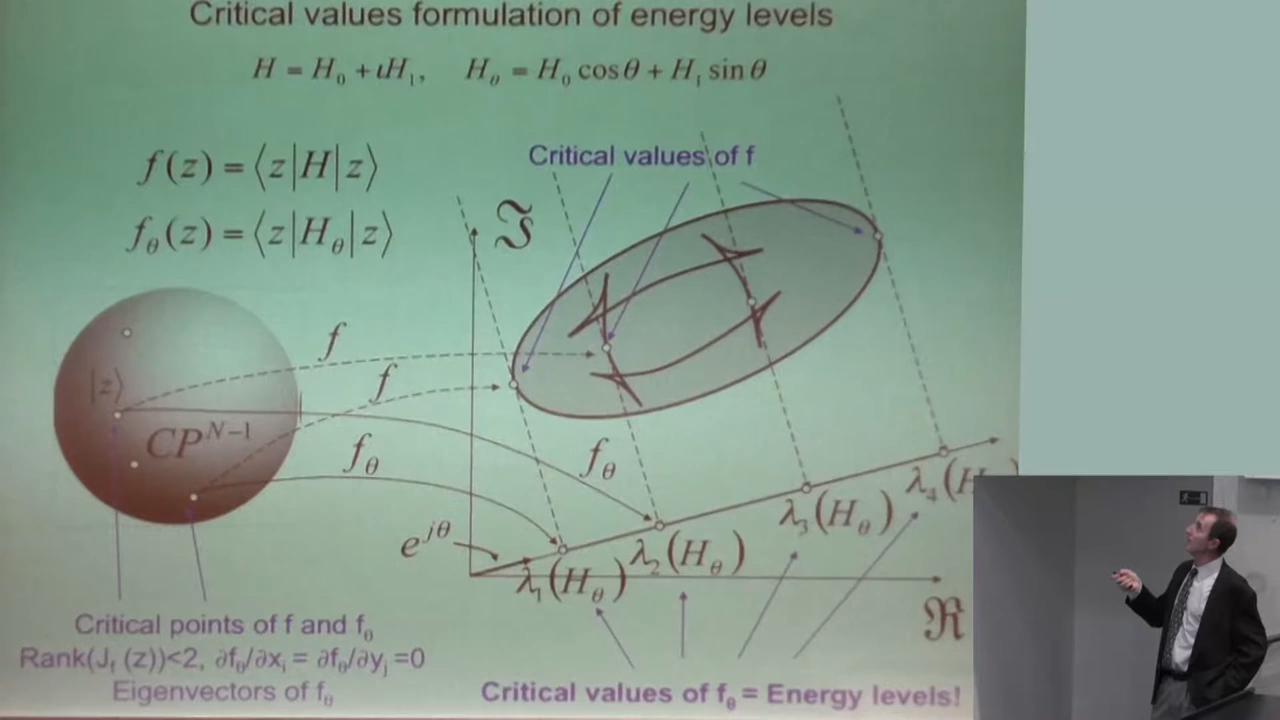 Critical values formulation of energy levels
H = H₀ + ιH₁, H_θ = H₀ cosθ + H₁ sinθ
f(z) = ⟨z|H|z⟩
Critical values of f
f_θ(z) = ⟨z|H_θ|z⟩
ℑ
f
f
|z⟩
CP^{N-1}
f_θ
f_θ
e^{jθ}
λ₁(H_θ)
λ₂(H_θ)
λ₃(H_θ)
λ₄(H
ℜ
Critical points of f and f_θ
Rank(J_f (z))<2, ∂f_θ/∂x_i = ∂f_θ/∂y_j =0
Eigenvectors of f_θ
Critical values of f_θ = Energy levels!